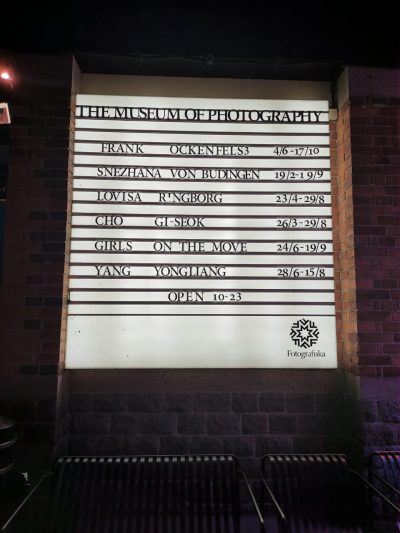 THE MUSEUM OF PHOTOGRAPHY
FRANK OCKENFELS3 4/6-17/10
SNEZHANA VON BUDINGEN 19/2-19/9
LOVISA RINGBORG 23/4-29/8
CHO GI-SEOK 26/3-29/8
GIRLS ON THE MOVE 24/6-19/9
YANG YONGLIANG 28/6-15/8
OPEN 10-23
Fotografiska